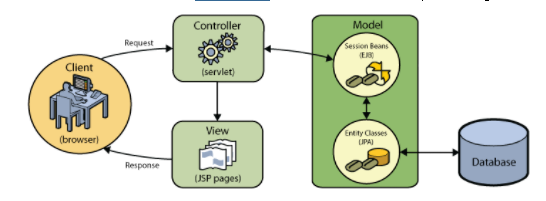 Controller
(servlet)
Request
Client
(browser)
View
(JSP pages)
Response
Model
Session Beans
(EJB)
Entity Classes
(JPA)
Database